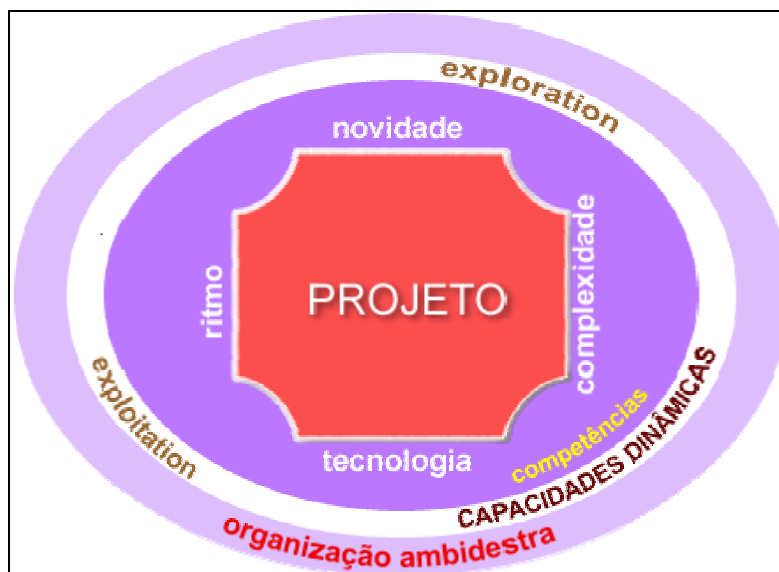 exploration
novidade
ritmo
PROJETO
complexidade
tecnologia
exploitation
competências
CAPACIDADES DINÂMICAS
organização ambidestra